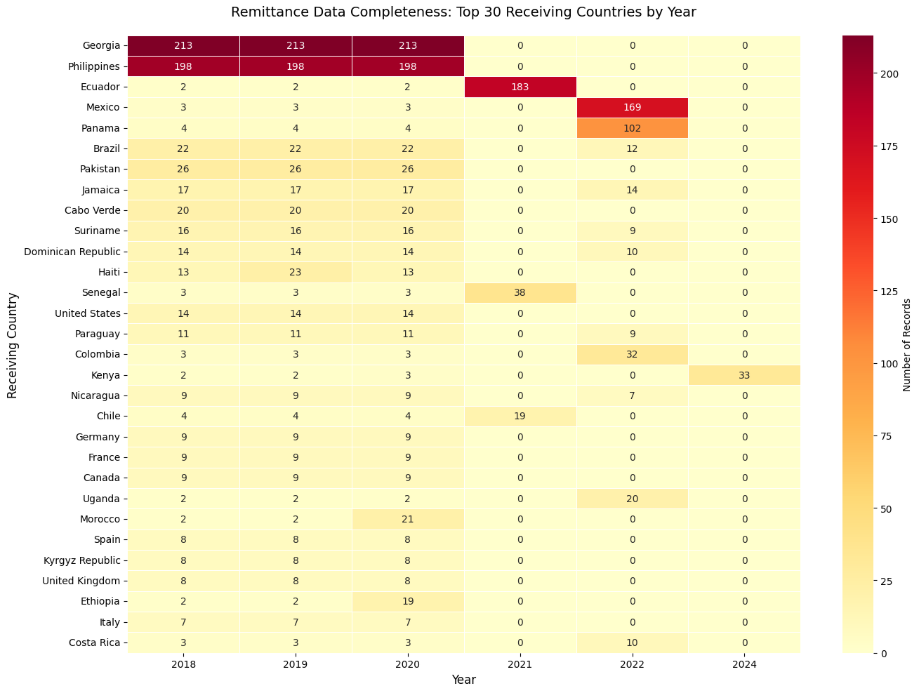 Remittance Data Completeness: Top 30 Receiving Countries by Year
Georgia 213 213 213 0 0 0
Philippines 198 198 198 0 0 0
Ecuador 2 2 2 183 0 0
Mexico 3 3 3 0 169 0
Panama 4 4 4 0 102 0
Brazil 22 22 22 0 12 0
Pakistan 26 26 26 0 0 0
Jamaica 17 17 17 0 14 0
Cabo Verde 20 20 20 0 0 0
Suriname 16 16 16 0 9 0
Dominican Republic 14 14 14 0 10 0
Haiti 13 23 13 0 0 0
Senegal 3 3 3 38 0 0
United States 14 14 14 0 0 0
Paraguay 11 11 11 0 9 0
Colombia 3 3 3 0 32 0
Kenya 2 2 3 0 0 33
Nicaragua 9 9 9 0 7 0
Chile 4 4 4 19 0 0
Germany 9 9 9 0 0 0
France 9 9 9 0 0 0
Canada 9 9 9 0 0 0
Uganda 2 2 2 0 20 0
Morocco 2 2 21 0 0 0
Spain 8 8 8 0 0 0
Kyrgyz Republic 8 8 8 0 0 0
United Kingdom 8 8 8 0 0 0
Ethiopia 2 2 19 0 0 0
Italy 7 7 7 0 0 0
Costa Rica 3 3 3 0 10 0
2018 2019 2020 2021 2022 2024
Year
Receiving Country
200
175
150
125
100
75
50
25
0
Number of Records